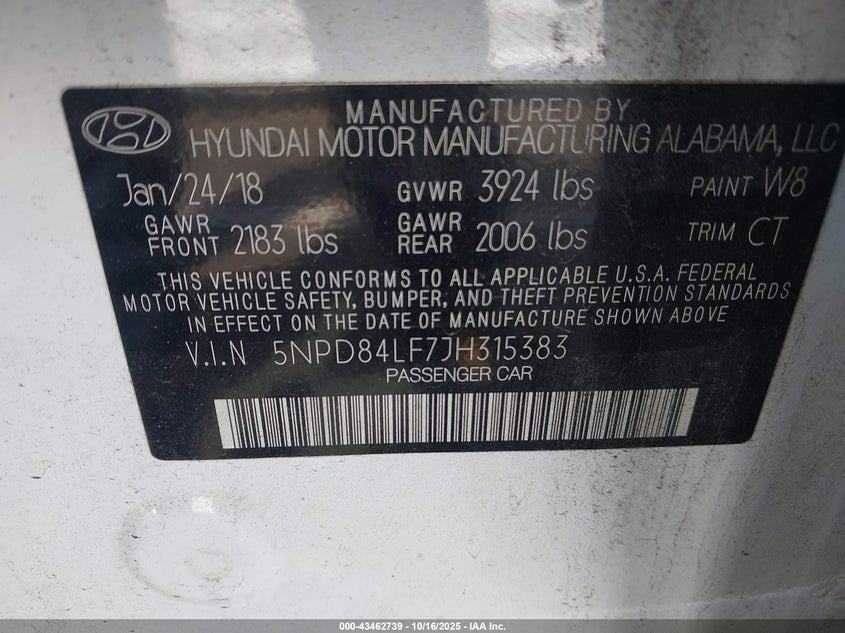 MANUFACTURED BY
HYUNDAI MOTOR MANUFACTURING ALABAMA, LLC
Jan/24/18 GVWR 3924 lbs PAINT W8
GAWR FRONT 2183 lbs GAWR REAR 2006 lbs TRIM CT
THIS VEHICLE CONFORMS TO ALL APPLICABLE U.S.A. FEDERAL
MOTOR VEHICLE SAFETY, BUMPER, AND THEFT PREVENTION STANDARDS
IN EFFECT ON THE DATE OF MANUFACTURE SHOWN ABOVE
V.I.N 5NPD84LF7JH315383
PASSENGER CAR
000-43462739 - 10/16/2025 - IAA Inc.